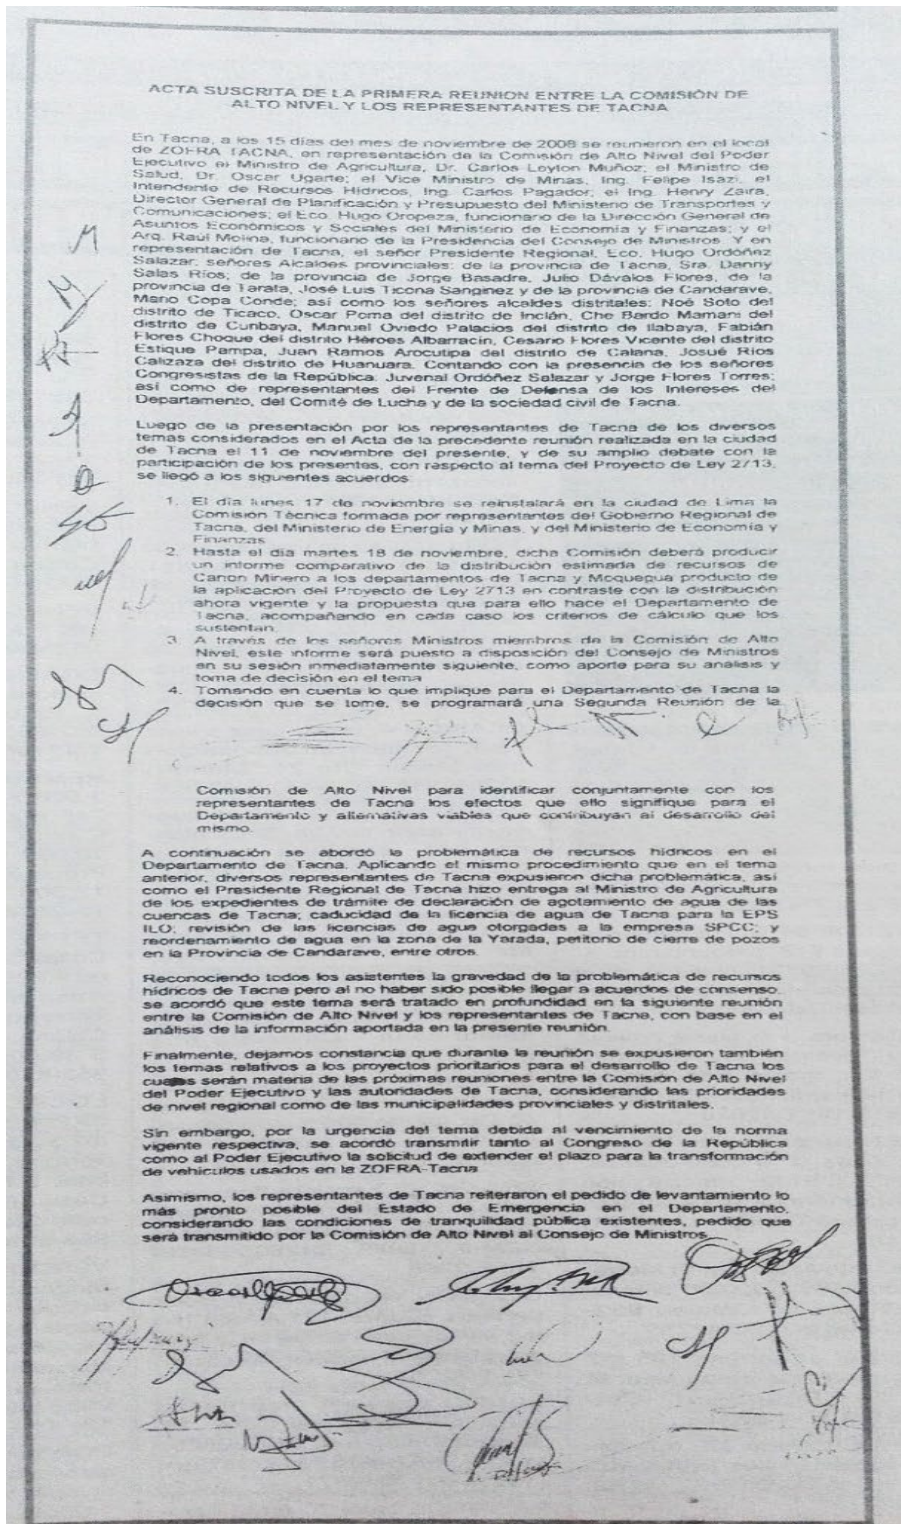 ACTA SUSCRITA DE LA PRIMERA REUNION ENTRE LA COMISIÓN DE
ALTO NIVEL Y LOS REPRESENTANTES DE TACNA
En Tacna, a los 15 días del mes de noviembre de 2008 se reunieron en el local
de ZOFRA TACNA, en representación de la Comisión de Alto Nivel del Poder
Ejecutivo el Ministro de Agricultura, Dr. Carlos Leyton Muñoz; el Ministro de
Salud, Dr. Oscar Ugarte; el Vice Ministro de Minas, Ing. Felipe Isazi, el
Intendente de Recursos Hídricos, Ing. Carlos Pagador; el Ing. Henry Zaira,
Director General de Planificación y Presupuesto del Ministerio de Transportes y
Comunicaciones; el Eco. Hugo Oropeza, funcionario de la Dirección General de
Asuntos Económicos y Sociales del Ministerio de Economía y Finanzas; y el
Arq. Raúl Molina, funcionario de la Presidencia del Consejo de Ministros. Y en
representación de Tacna, el señor Presidente Regional, Eco. Hugo Ordóñez
Salazar; señores Alcaldes provinciales: de la provincia de Tacna, Sra. Danny
Salas Ríos; de la provincia de Jorge Basadre, Julio Dávalos Flores, de la
provincia de Tarata, José Luis Ticona Sanginez y de la provincia de Candarave,
Mario Copa Conde; así como los señores alcaldes distritales: Noé Soto del
distrito de Ticaco, Oscar Poma del distrito de Inclán, Che Bardo Mamani del
distrito de Curibaya, Manuel Oviedo Palacios del distrito de Ilabaya, Fabián
Flores Choque del distrito Héroes Albarracín, Cesario Flores Vicente del distrito
Estique Pampa, Juan Ramos Arocutipa del distrito de Calana, Josué Ríos
Calizaza del distrito de Huanuara. Contando con la presencia de los señores
Congresistas de la República: Juvenal Ordóñez Salazar y Jorge Flores Torres;
así como de representantes del Frente de Defensa de los Intereses del
Departamento, del Comité de Lucha y de la sociedad civil de Tacna.
Luego de la presentación por los representantes de Tacna de los diversos
temas considerados en el Acta de la precedente reunión realizada en la ciudad
de Tacna el 11 de noviembre del presente, y de su amplio debate con la
participación de los presentes, con respecto al tema del Proyecto de Ley 2713,
se llegó a los siguientes acuerdos:
1. El día lunes 17 de noviembre se reinstalará en la ciudad de Lima la
Comisión Técnica formada por representantes del Gobierno Regional de
Tacna, del Ministerio de Energía y Minas, y del Ministerio de Economía y
Finanzas
2. Hasta el día martes 18 de noviembre, dicha Comisión deberá producir
un informe comparativo de la distribución estimada de recursos de
Canon Minero a los departamentos de Tacna y Moquegua producto de
la aplicación del Proyecto de Ley 2713 en contraste con la distribución
ahora vigente y la propuesta que para ello hace el Departamento de
Tacna, acompañando en cada caso los criterios de cálculo que los
sustentan.
3. A través de los señores Ministros miembros de la Comisión de Alto
Nivel, este informe será puesto a disposición del Consejo de Ministros
en su sesión inmediatamente siguiente, como aporte para su análisis y
toma de decisión en el tema
4. Tomando en cuenta lo que implique para el Departamento de Tacna la
decisión que se tome, se programará una Segunda Reunión de la
Comisión de Alto Nivel para identificar conjuntamente con los
representantes de Tacna los efectos que ello signifique para el
Departamento y alternativas viables que contribuyan al desarrollo del
mismo.
A continuación se abordó la problemática de recursos hídricos en el
Departamento de Tacna. Aplicando el mismo procedimiento que en el tema
anterior, diversos representantes de Tacna expusieron dicha problemática, así
como el Presidente Regional de Tacna hizo entrega al Ministro de Agricultura
de los expedientes de trámite de declaración de agotamiento de agua de las
cuencas de Tacna; caducidad de la licencia de agua de Tacna para la EPS
ILO; revisión de las licencias de agua otorgadas a la empresa SPCC; y
reordenamiento de agua en la zona de la Yarada, petitorio de cierre de pozos
en la Provincia de Candarave, entre otros.
Reconociendo todos los asistentes la gravedad de la problemática de recursos
hídricos de Tacna pero al no haber sido posible llegar a acuerdos de consenso,
se acordó que este tema será tratado en profundidad en la siguiente reunión
entre la Comisión de Alto Nivel y los representantes de Tacna, con base en el
análisis de la información aportada en la presente reunión.
Finalmente, dejamos constancia que durante la reunión se expusieron también
los temas relativos a los proyectos prioritarios para el desarrollo de Tacna los
cuales serán materia de las próximas reuniones entre la Comisión de Alto Nivel
del Poder Ejecutivo y las autoridades de Tacna, considerando las prioridades
de nivel regional como de las municipalidades provinciales y distritales.
Sin embargo, por la urgencia del tema debida al vencimiento de la norma
vigente respectiva, se acordó transmitir tanto al Congreso de la República
como al Poder Ejecutivo la solicitud de extender el plazo para la transformación
de vehículos usados en la ZOFRA-Tacna
Asimismo, los representantes de Tacna reiteraron el pedido de levantamiento lo
más pronto posible del Estado de Emergencia en el Departamento,
considerando las condiciones de tranquilidad pública existentes, pedido que
será transmitido por la Comisión de Alto Nivel al Consejo de Ministros.